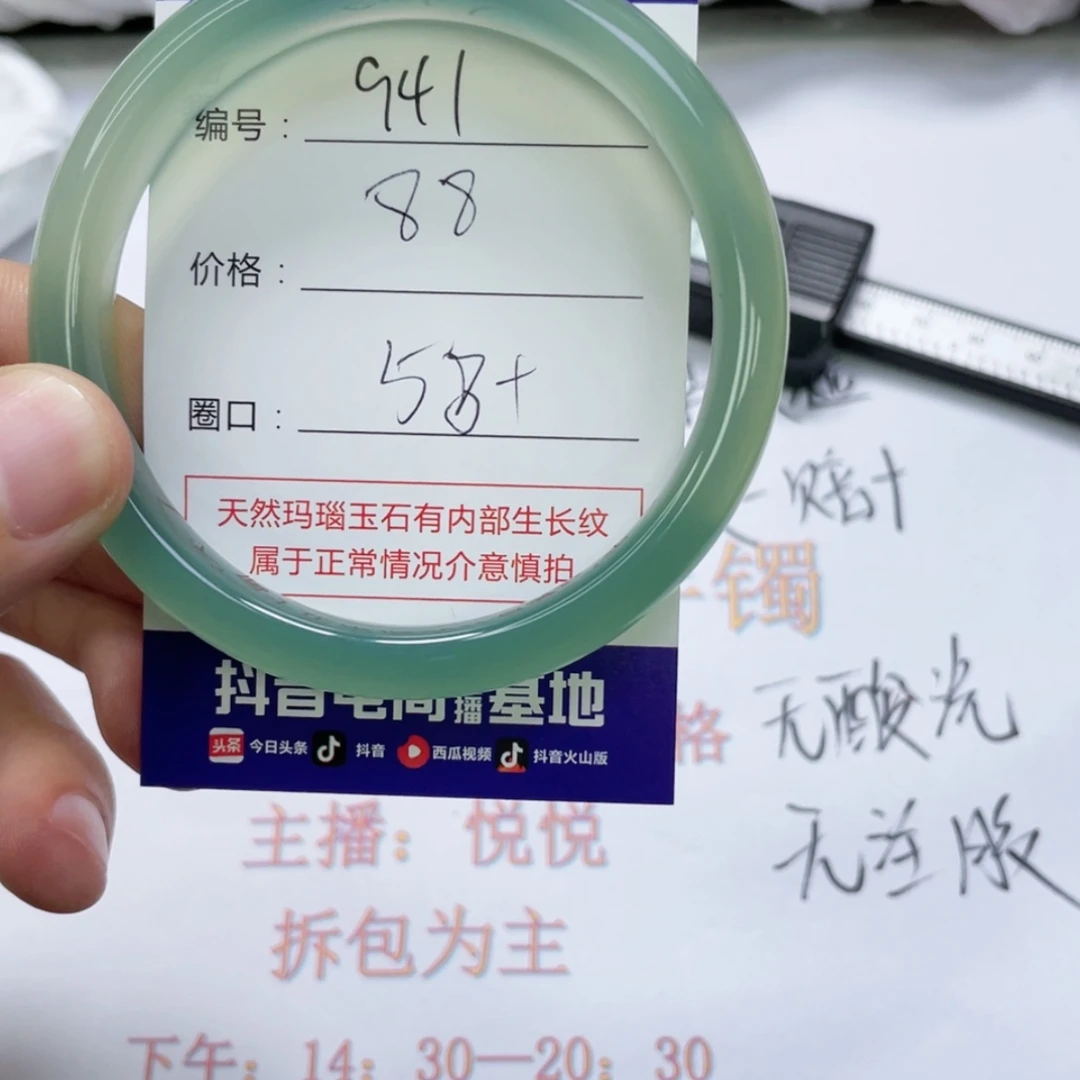 编号： 941
价格： 88
圈口： 58+
天然玛瑙玉石有内部生长纹
属于正常情况介意慎拍
抖音电商直播基地
头条 今日头条 抖音 西瓜视频 抖音火山版
一赔十
镯
格
无酸洗
无注胶
主播：悦悦
拆包为主
下午：14：30—20：30